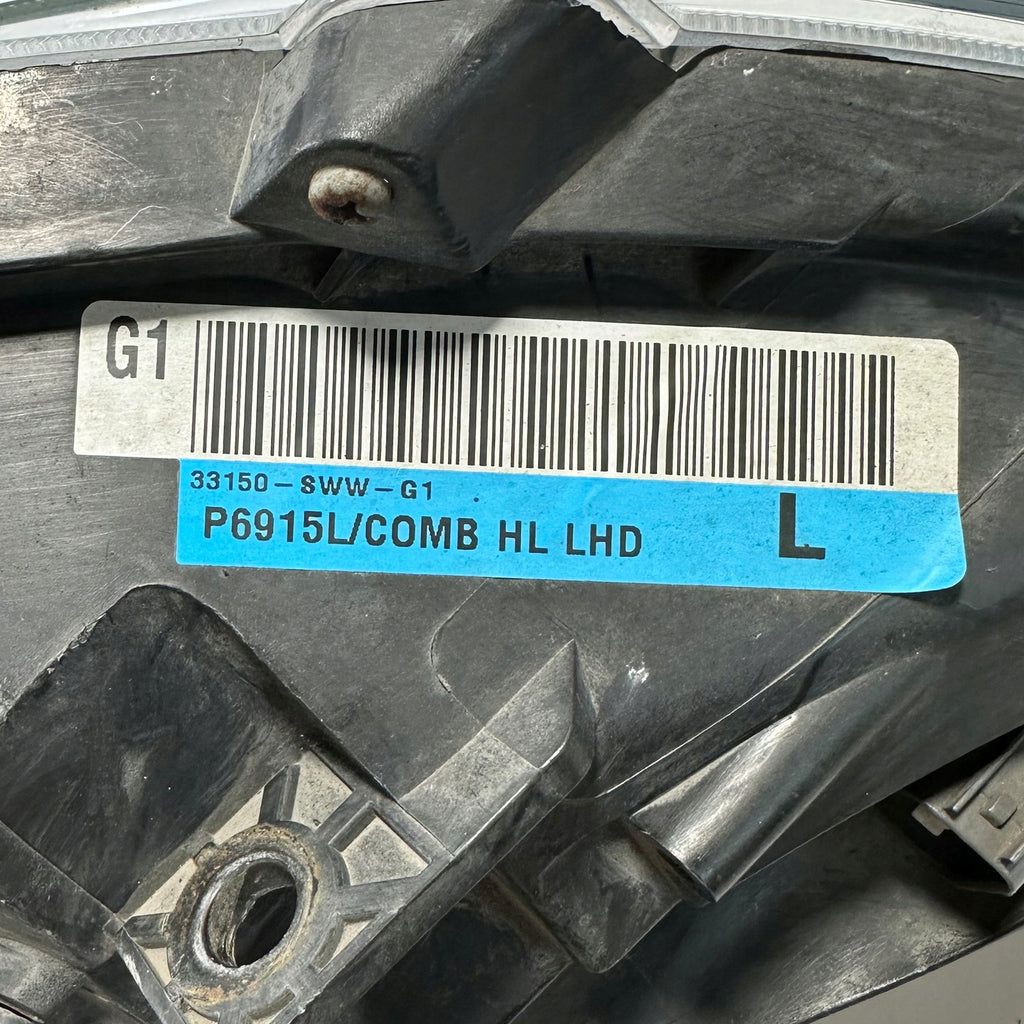 G1
33150-SWW-G1
P6915L/COMB HL LHD
L